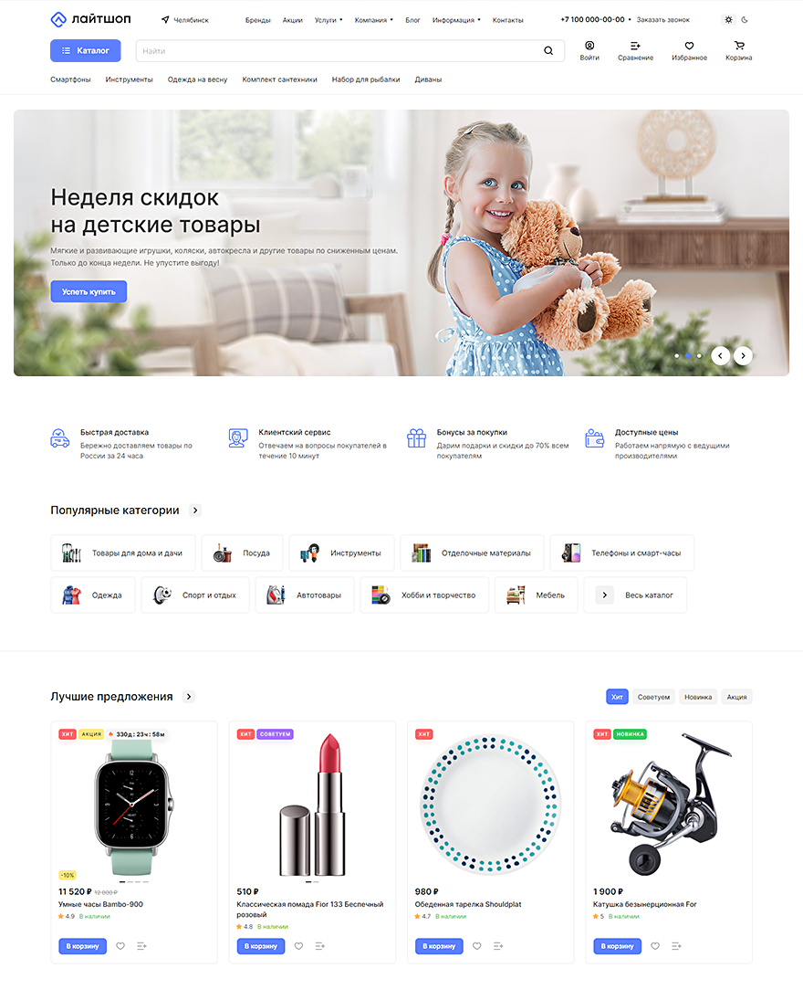 лайтшоп
Челябинск
Бренды
Акции
Услуги
Компания
Блог
Информация
Контакты
+7 100 000-00-00
Заказать звонок
Каталог
Найти
Войти
Сравнение
Избранное
Корзина
Смартфоны
Инструменты
Одежда на весну
Комплект сантехники
Набор для рыбалки
Диваны
Неделя скидок
на детские товары
Мягкие и развивающие игрушки, коляски, автокресла и другие товары по сниженным ценам.
Только до конца недели. Не упустите выгоду!
Успеть купить
Быстрая доставка
Бережно доставляем товары по
России за 24 часа
Клиентский сервис
Отвечаем на вопросы покупателей в
течение 10 минут
Бонусы за покупки
Дарим подарки и скидки до 70% всем
покупателям
Доступные цены
Работаем напрямую с ведущими
производителями
Популярные категории
Товары для дома и дачи
Посуда
Инструменты
Отделочные материалы
Телефоны и смарт-часы
Одежда
Спорт и отдых
Автотовары
Хобби и творчество
Мебель
Весь каталог
Лучшие предложения
Хит
Советуем
Новинка
Акция
ХИТ
АКЦИЯ
330д : 23ч : 58м
-10%
11 520 ₽ 12 800 ₽
Умные часы Bambo-900
4.9 В наличии
В корзину
ХИТ
СОВЕТУЕМ
510 ₽
Классическая помада Fior 133 Беспечный
розовый
4.8 В наличии
В корзину
ХИТ
980 ₽
Обеденная тарелка Shouldplat
4.7 В наличии
В корзину
ХИТ
НОВИНКА
1 900 ₽
Катушка безынерционная For
5 В наличии
В корзину